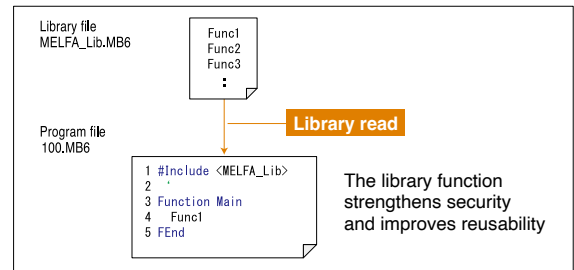 Library file
MELFA_Lib.MB6
Func1
Func2
Func3
:
Library read
Program file
100.MB6
1 #Include <MELFA_Lib>
2 '
3 Function Main
4 Func1
5 FEnd
The library function
strengthens security
and improves reusability